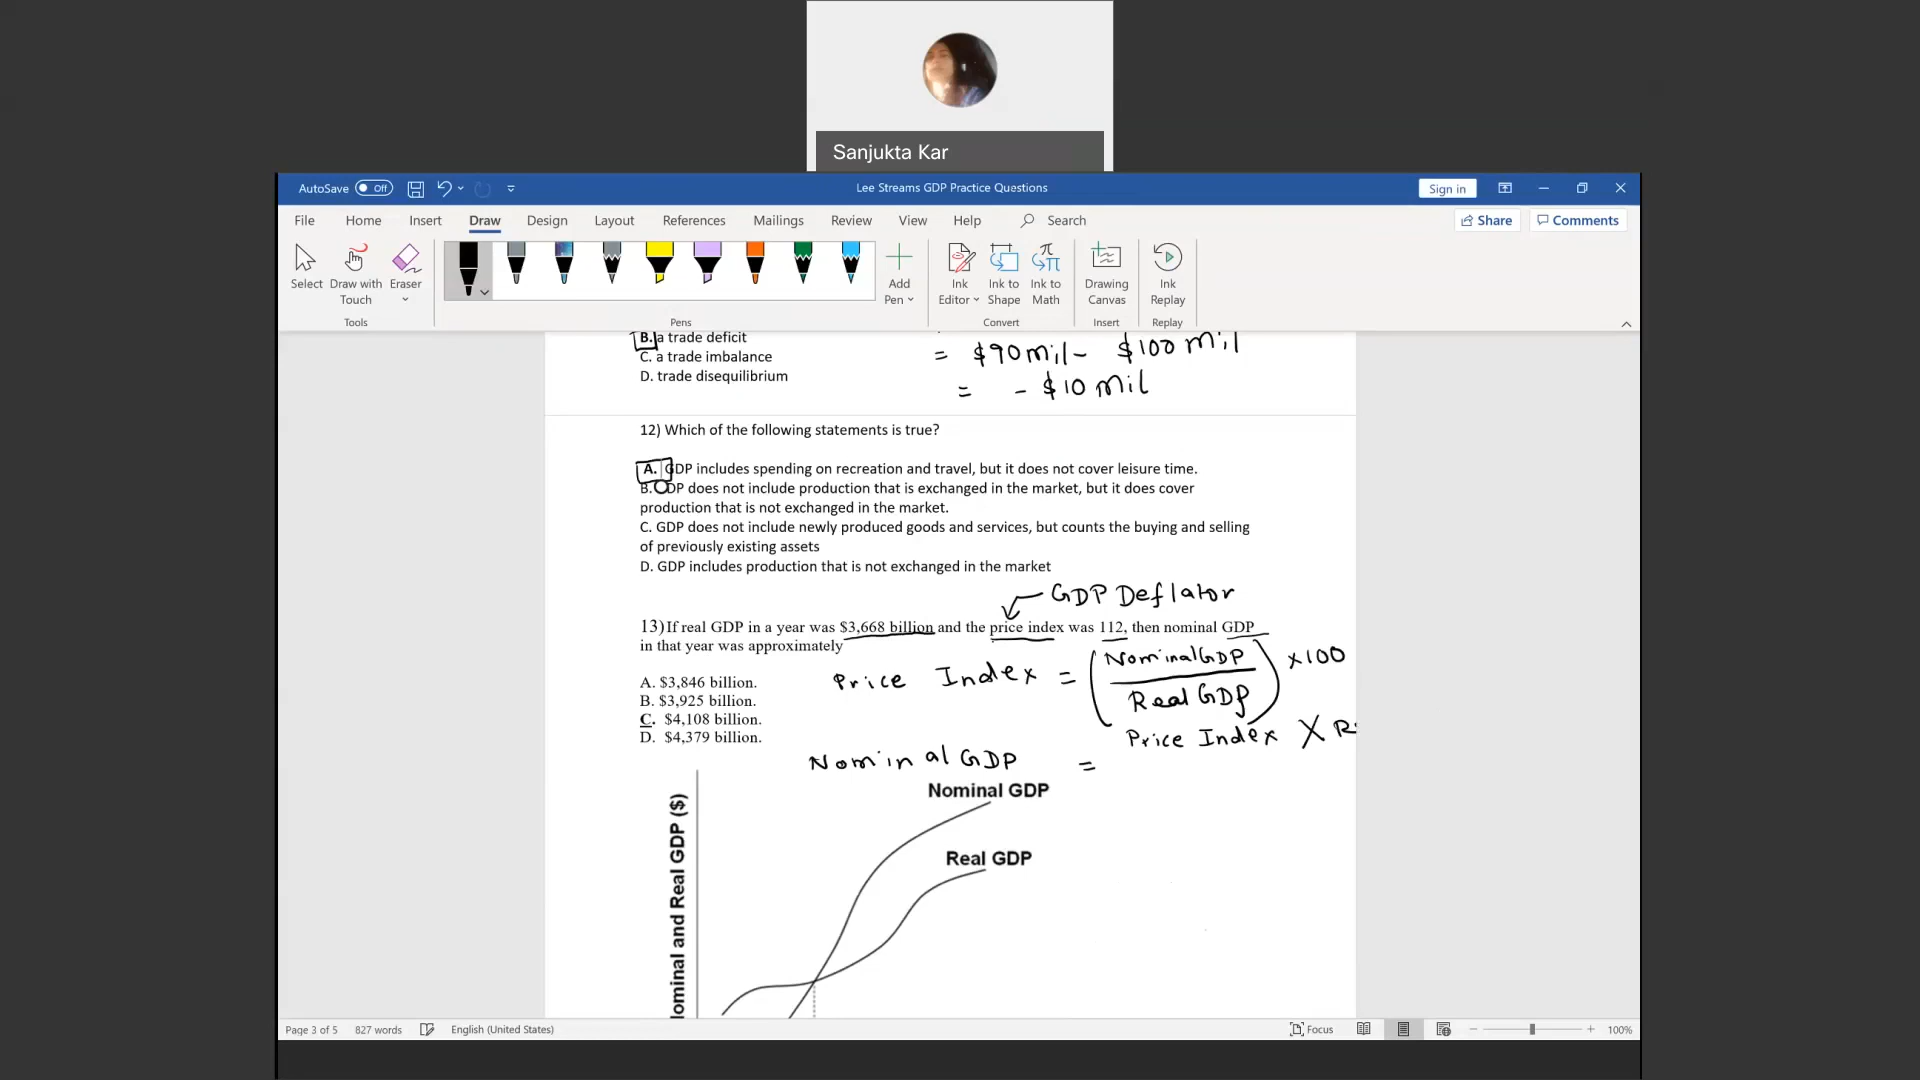 Sanjukta Kar
AutoSave Off
Lee Streams GDP Practice Questions
Sign in
File Home Insert Draw Design Layout References Mailings Review View Help Search
Share Comments
Select Draw with Touch Eraser
Add Pen
Ink Editor Ink to Shape Ink to Math
Drawing Canvas
Ink Replay
Tools Pens Convert Insert Replay
B. a trade deficit
C. a trade imbalance
D. trade disequilibrium
= $90 mil - $100 mil
= - $10 mil
12) Which of the following statements is true?
A. GDP includes spending on recreation and travel, but it does not cover leisure time.
B. GDP does not include production that is exchanged in the market, but it does cover
production that is not exchanged in the market.
C. GDP does not include newly produced goods and services, but counts the buying and selling
of previously existing assets
D. GDP includes production that is not exchanged in the market
GDP Deflator
13) If real GDP in a year was $3,668 billion and the price index was 112, then nominal GDP
in that year was approximately
Price Index = (Nominal GDP / Real GDP) ×100
A. $3,846 billion.
B. $3,925 billion.
C. $4,108 billion.
D. $4,379 billion.
Nominal GDP = Price Index X R
Nominal GDP
Real GDP
lominal and Real GDP ($)
Page 3 of 5 827 words English (United States) Focus 100%